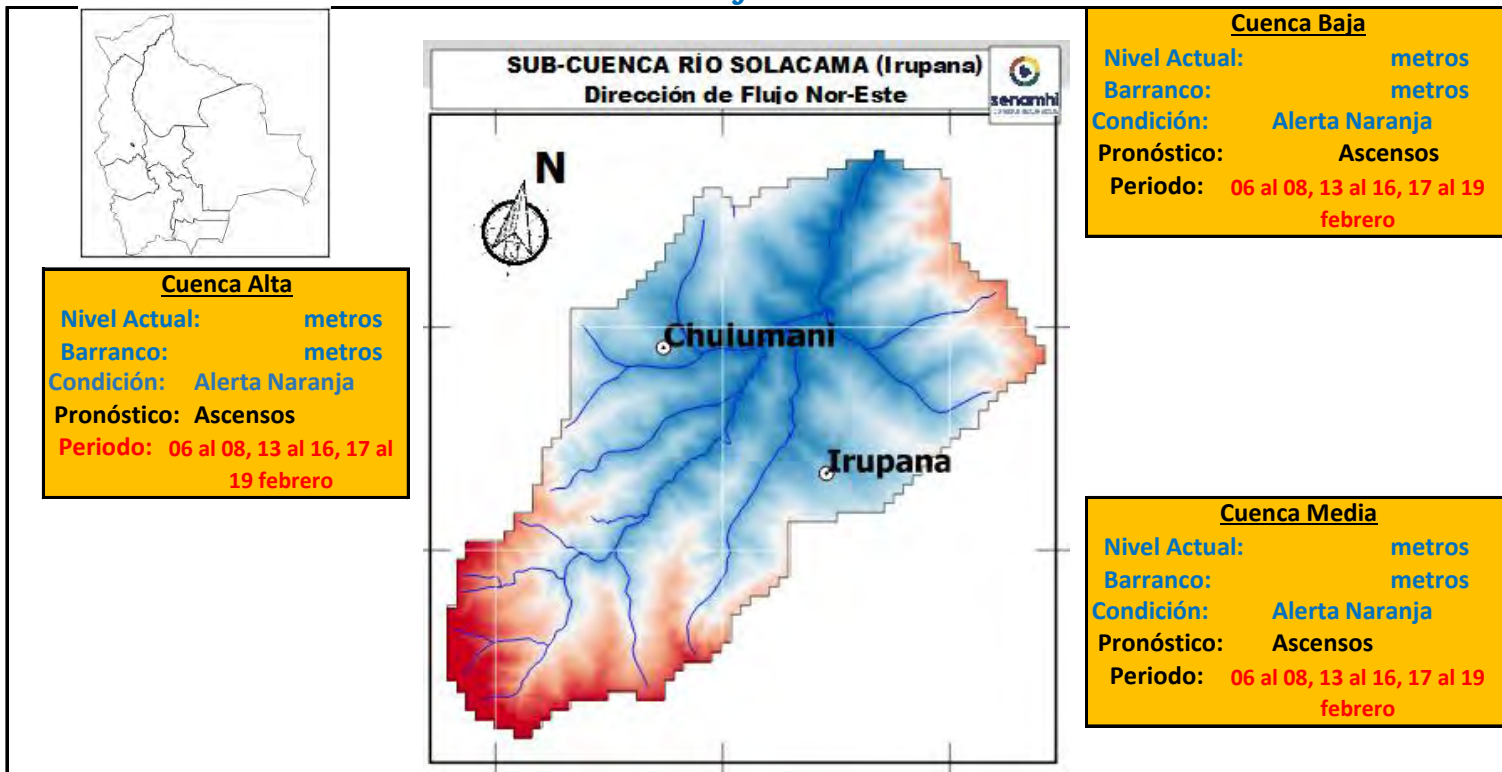 SUB-CUENCA RÍO SOLACAMA (Irupana)
Dirección de Flujo Nor-Este
senamhi
N
Chulumani
Irupana
Cuenca Alta
Nivel Actual: metros
Barranco: metros
Condición: Alerta Naranja
Pronóstico: Ascensos
Periodo: 06 al 08, 13 al 16, 17 al
19 febrero
Cuenca Baja
Nivel Actual: metros
Barranco: metros
Condición: Alerta Naranja
Pronóstico: Ascensos
Periodo: 06 al 08, 13 al 16, 17 al 19
febrero
Cuenca Media
Nivel Actual: metros
Barranco: metros
Condición: Alerta Naranja
Pronóstico: Ascensos
Periodo: 06 al 08, 13 al 16, 17 al 19
febrero